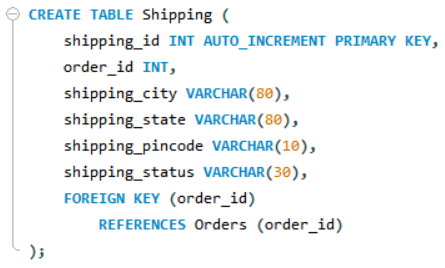 CREATE TABLE Shipping (
shipping_id INT AUTO_INCREMENT PRIMARY KEY,
order_id INT,
shipping_city VARCHAR(80),
shipping_state VARCHAR(80),
shipping_pincode VARCHAR(10),
shipping_status VARCHAR(30),
FOREIGN KEY (order_id)
REFERENCES Orders (order_id)
);